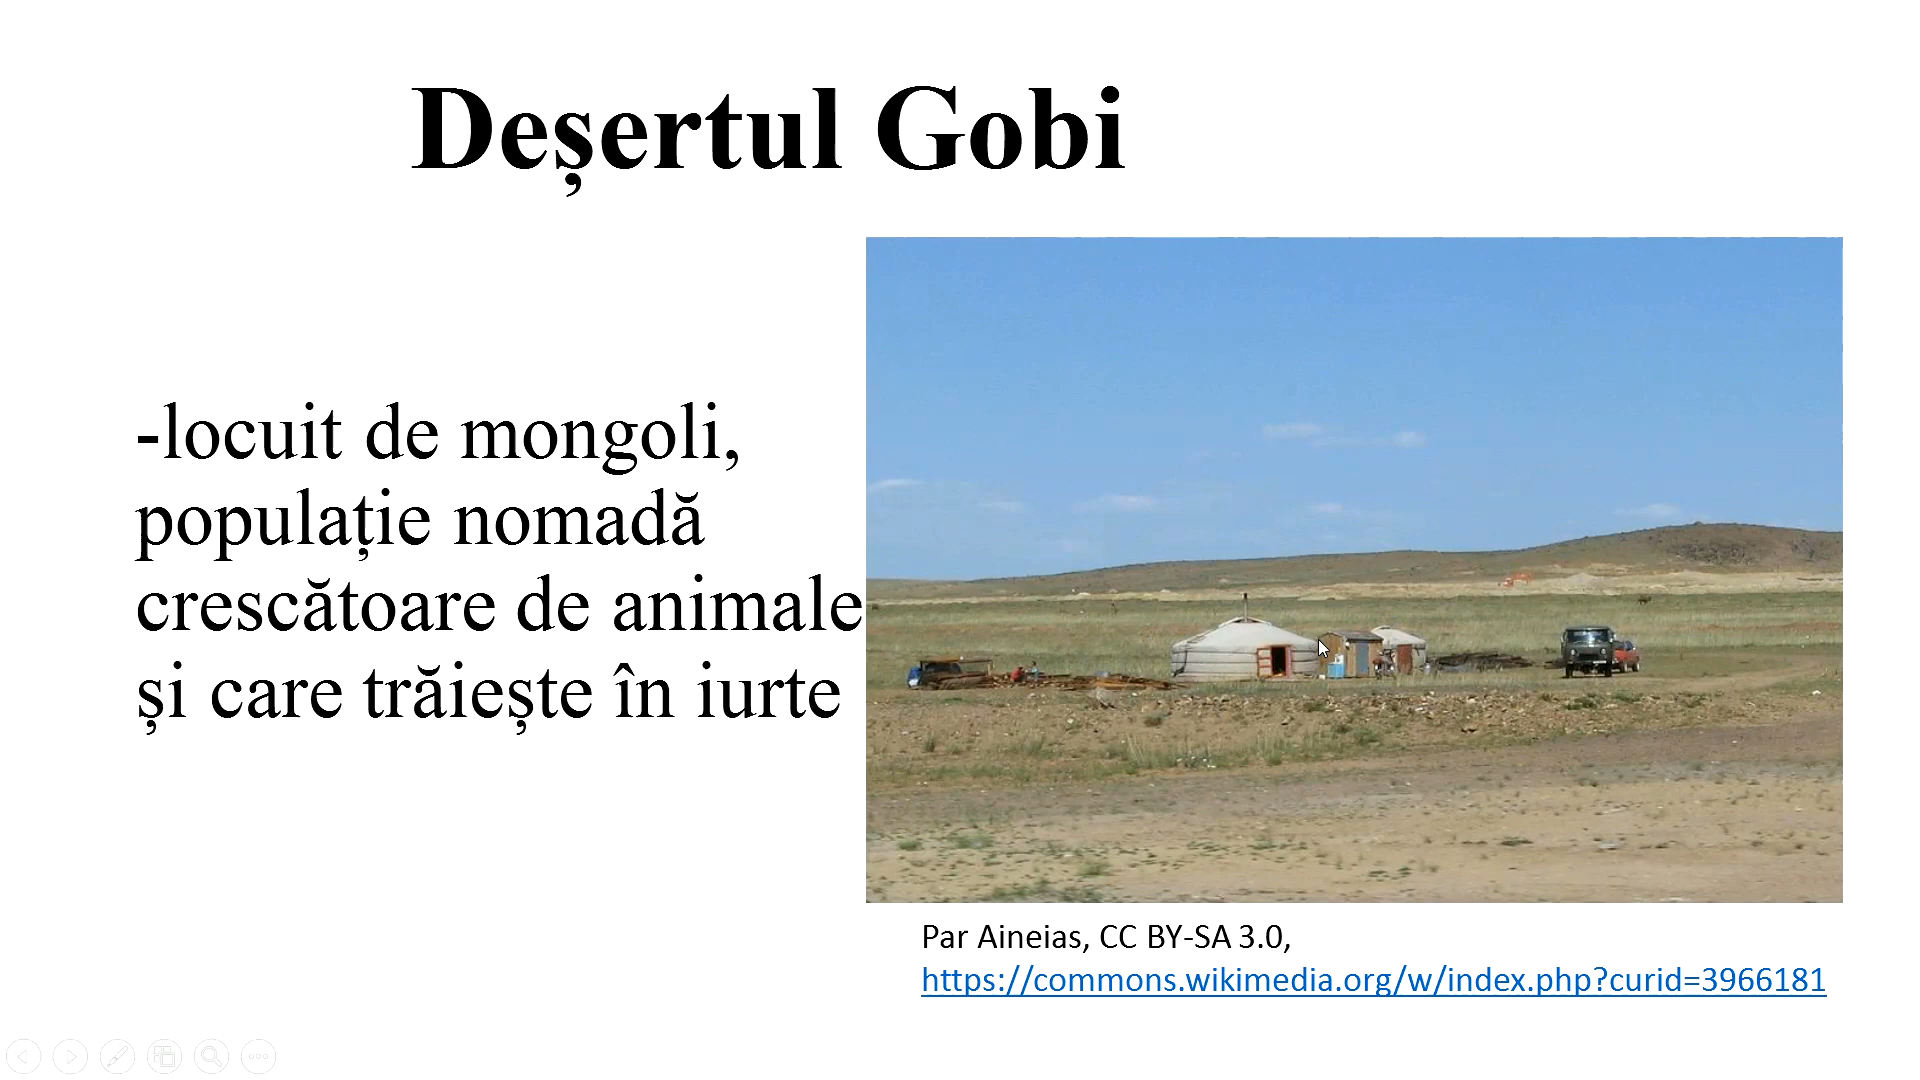 Deșertul Gobi
-locuit de mongoli,
populație nomadă
crescătoare de animale
și care trăiește în iurte
Par Aineias, CC BY-SA 3.0,
https://commons.wikimedia.org/w/index.php?curid=3966181